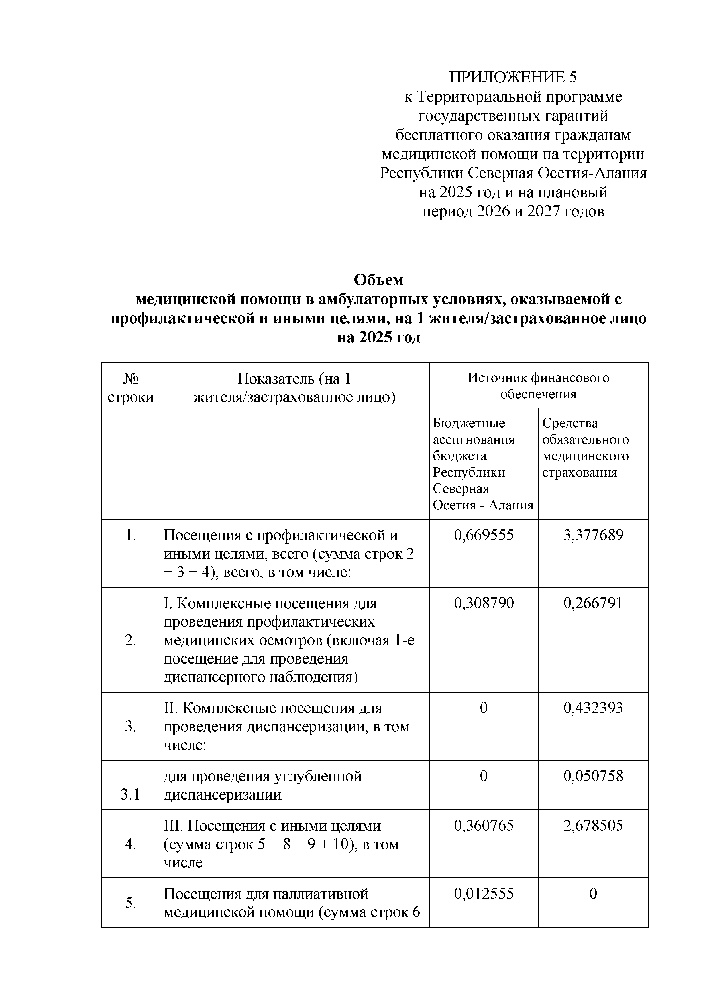 ПРИЛОЖЕНИЕ 5
к Территориальной программе
государственных гарантий
бесплатного оказания гражданам
медицинской помощи на территории
Республики Северная Осетия-Алания
на 2025 год и на плановый
период 2026 и 2027 годов
Объем
медицинской помощи в амбулаторных условиях, оказываемой с
профилактической и иными целями, на 1 жителя/застрахованное лицо
на 2025 год
№
строки
Показатель (на 1
жителя/застрахованное лицо)
Источник финансового
обеспечения
Бюджетные
ассигнования
бюджета
Республики
Северная
Осетия - Алания
Средства
обязательного
медицинского
страхования
1.
Посещения с профилактической и
иными целями, всего (сумма строк 2
+ 3 + 4), всего, в том числе:
0,669555
3,377689
2.
I. Комплексные посещения для
проведения профилактических
медицинских осмотров (включая 1-е
посещение для проведения
диспансерного наблюдения)
0,308790
0,266791
3.
II. Комплексные посещения для
проведения диспансеризации, в том
числе:
0
0,432393
3.1
для проведения углубленной
диспансеризации
0
0,050758
4.
III. Посещения с иными целями
(сумма строк 5 + 8 + 9 + 10), в том
числе
0,360765
2,678505
5.
Посещения для паллиативной
медицинской помощи (сумма строк 6
0,012555
0